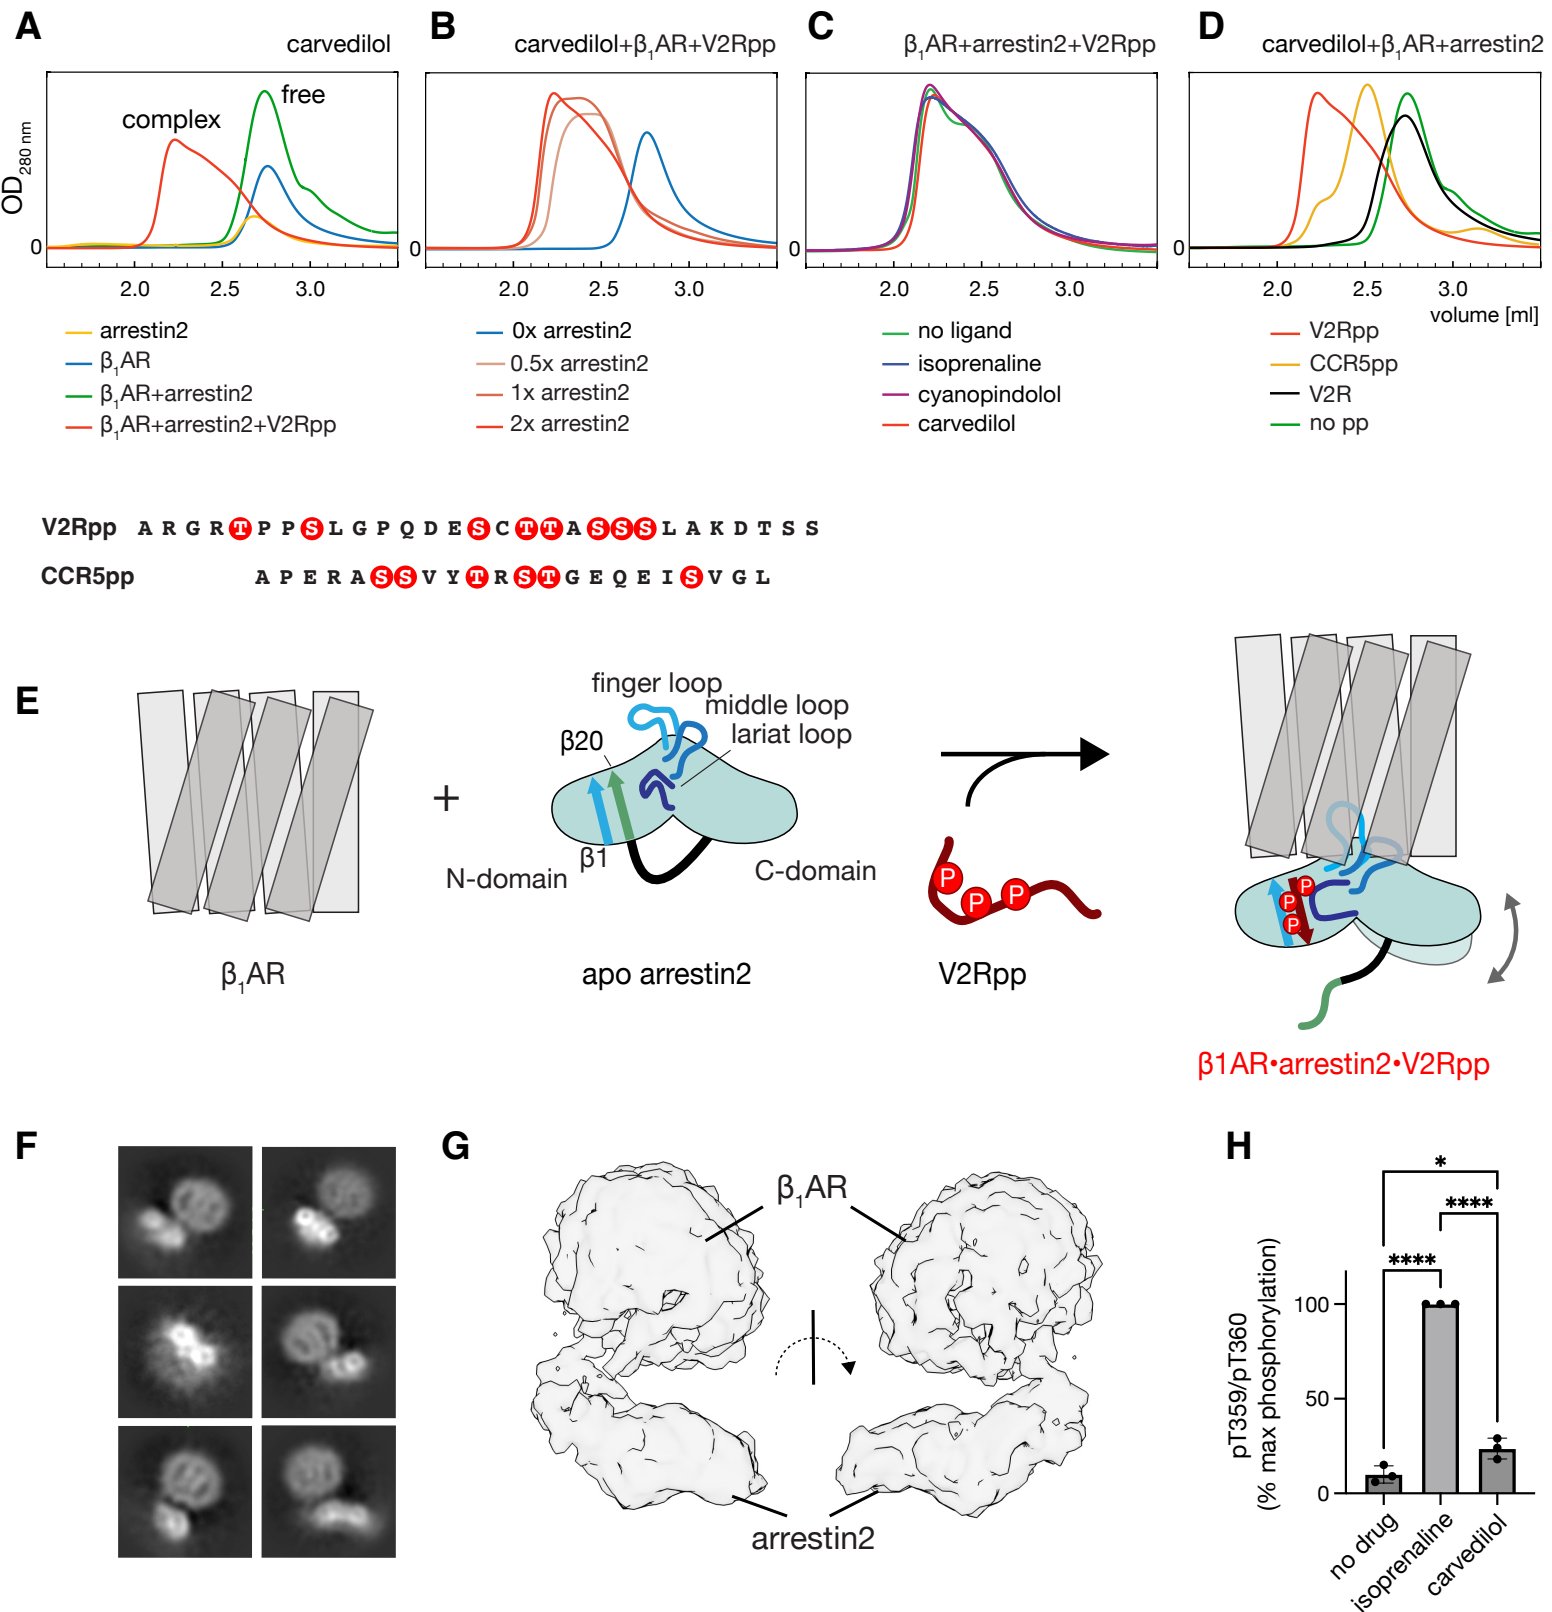 A
carvedilol
complex
free
OD280 nm
0
2.0 2.5 3.0
arrestin2
β1AR
β1AR+arrestin2
β1AR+arrestin2+V2Rpp
B
carvedilol+β1AR+V2Rpp
0
2.0 2.5 3.0
0x arrestin2
0.5x arrestin2
1x arrestin2
2x arrestin2
C
β1AR+arrestin2+V2Rpp
0
2.0 2.5 3.0
no ligand
isoprenaline
cyanopindolol
carvedilol
D
carvedilol+β1AR+arrestin2
0
2.0 2.5 3.0
volume [ml]
V2Rpp
CCR5pp
V2R
no pp
V2Rpp A R G R T P P S L G P Q D E S C T T A S S S L A K D T S S
CCR5pp A P E R A S S V Y T R S T G E Q E I S V G L
E
β1AR
+
finger loop
middle loop
lariat loop
β20
β1
N-domain
C-domain
apo arrestin2
P
P
P
V2Rpp
P
P
P
β1AR•arrestin2•V2Rpp
F
G
β1AR
arrestin2
H
*
****
****
pT359/pT360
(% max phosphorylation)
100
50
0
no drug
isoprenaline
carvedilol